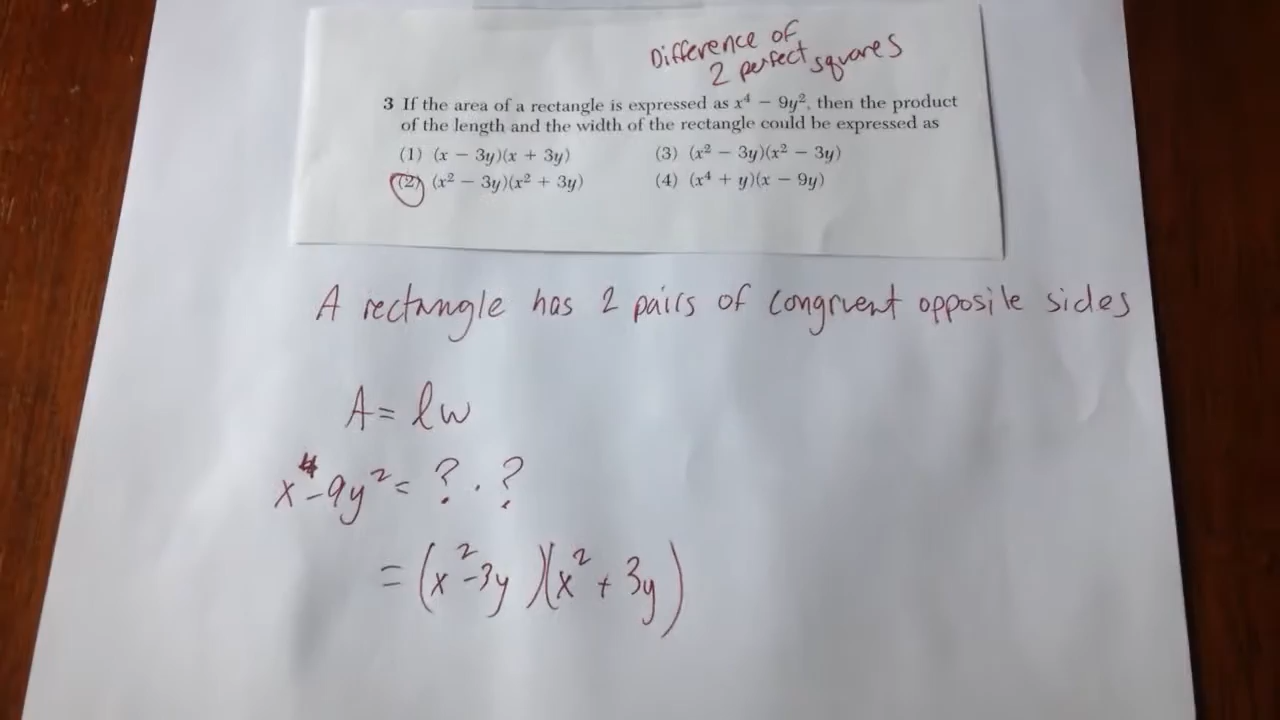 Difference of
2 perfect squares
3 If the area of a rectangle is expressed as x⁴ − 9y², then the product
of the length and the width of the rectangle could be expressed as
(1) (x − 3y)(x + 3y) (3) (x² − 3y)(x² − 3y)
(2) (x² − 3y)(x² + 3y) (4) (x⁴ + y)(x − 9y)
A rectangle has 2 pairs of congruent opposite sides
A = lw
x⁴ − 9y² = ? · ?
= (x² − 3y)(x² + 3y)